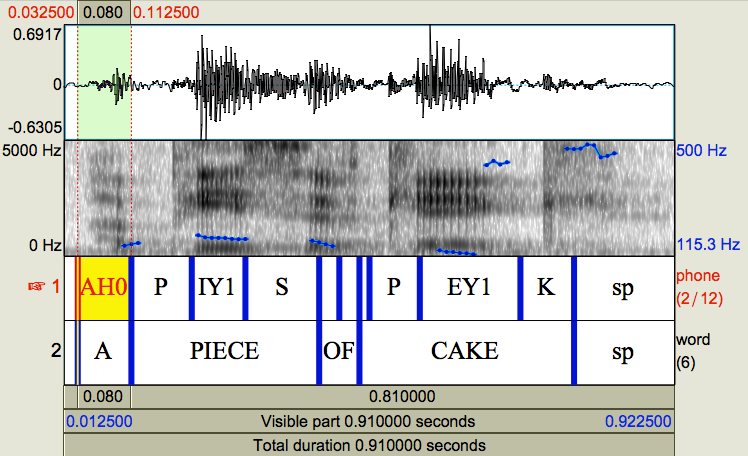 0.032500 0.080 0.112500
0.6917
0
-0.6305
5000 Hz 500 Hz
0 Hz 115.3 Hz
☞ 1 AH0 P IY1 S P EY1 K sp phone (2/12)
2 A PIECE OF CAKE sp word (6)
0.080 0.810000
0.012500 Visible part 0.910000 seconds 0.922500
Total duration 0.910000 seconds